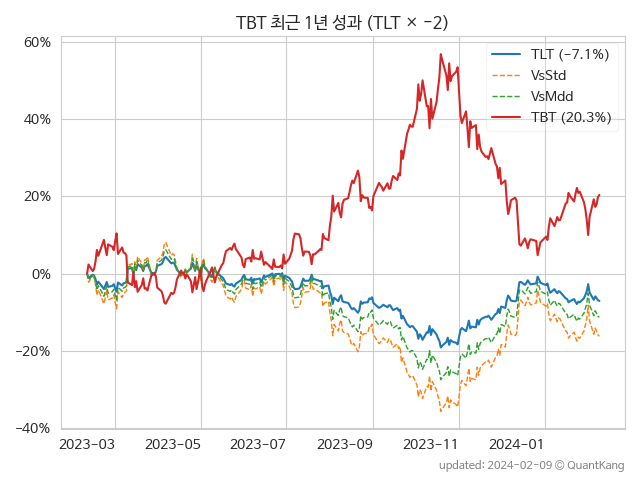 TBT 최근 1년 성과 (TLT × −2)
60%
40%
20%
0%
−20%
−40%
TLT (−7.1%)
VsStd
VsMdd
TBT (20.3%)
2023-03 2023-05 2023-07 2023-09 2023-11 2024-01
updated: 2024-02-09 © QuantKang